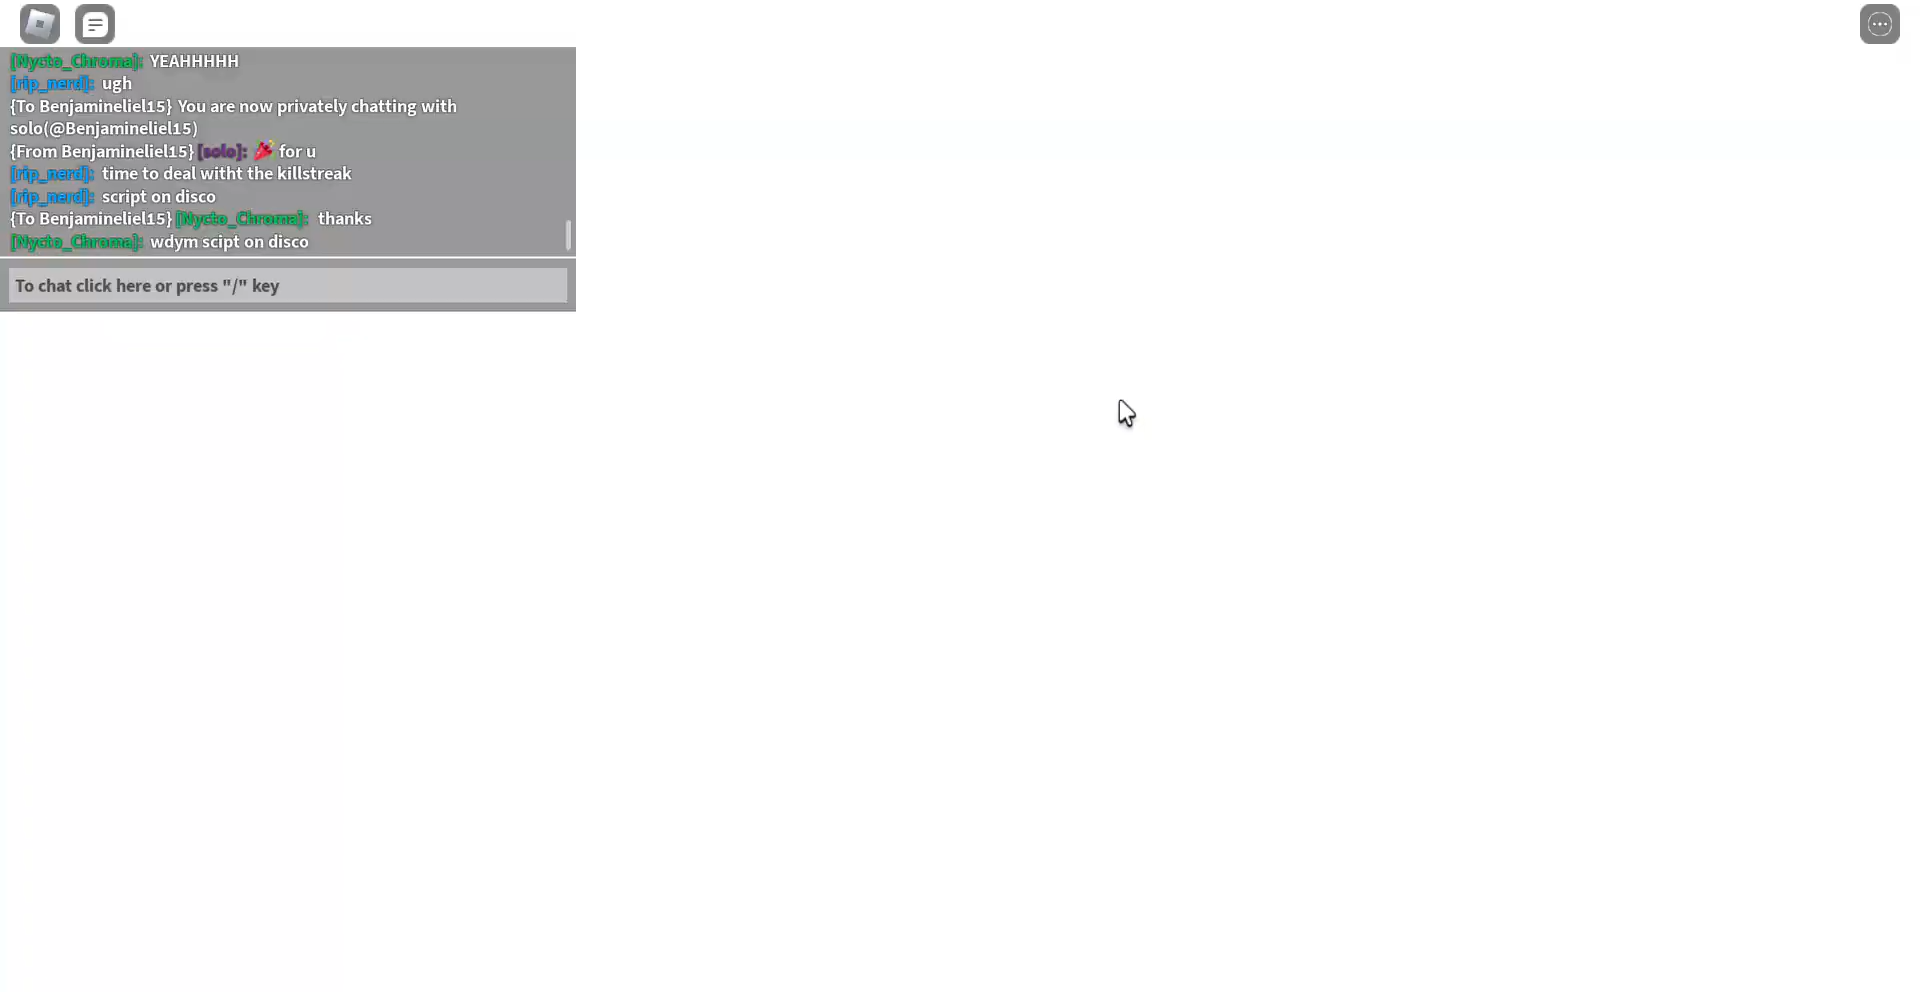 [Nycto_Chroma]: YEAHHHHH
[rip_nerd]: ugh
{To Benjamineliel15} You are now privately chatting with
solo(@Benjamineliel15)
{From Benjamineliel15} [solo]: 🎉 for u
[rip_nerd]: time to deal witht the killstreak
[rip_nerd]: script on disco
{To Benjamineliel15} [Nycto_Chroma]: thanks
[Nycto_Chroma]: wdym scipt on disco
To chat click here or press "/" key